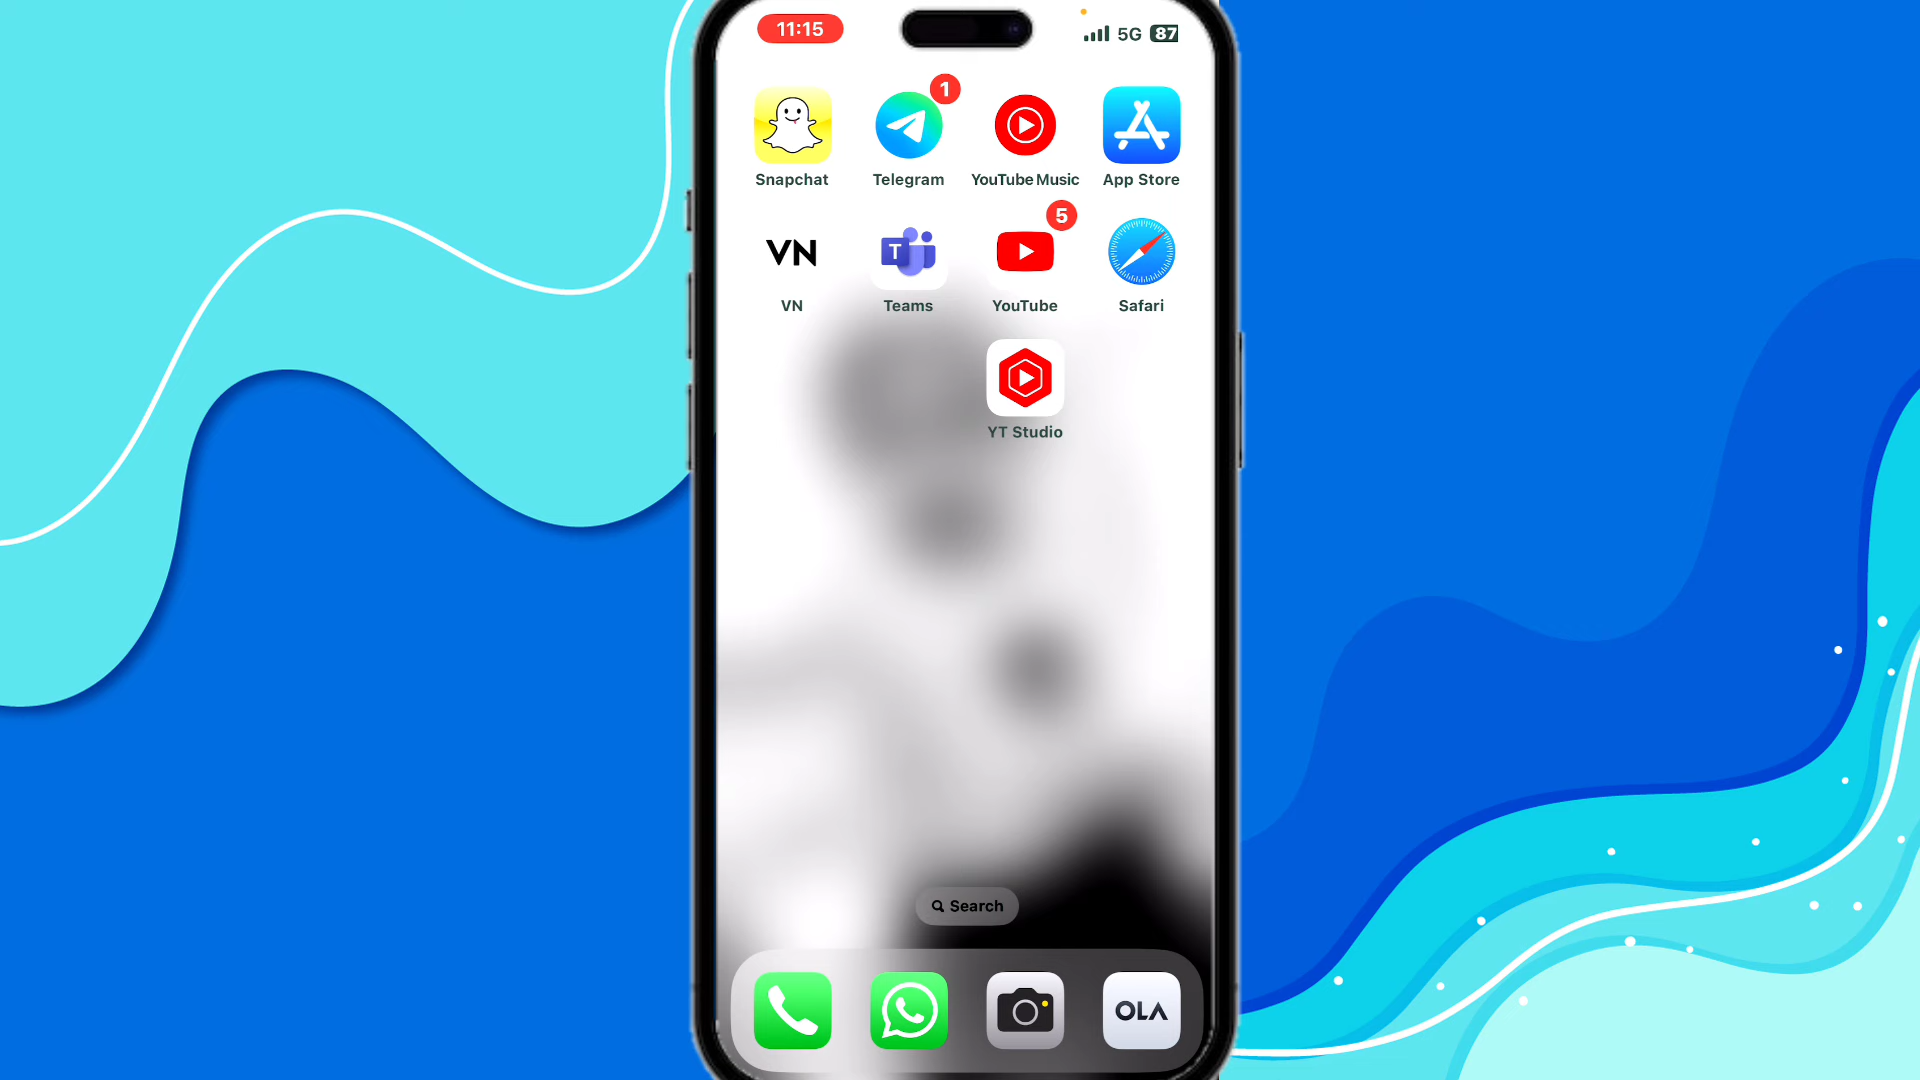 11:15
5G 87
1
Snapchat Telegram YouTube Music App Store
5
VN T
VN Teams YouTube Safari
YT Studio
Search
OLA